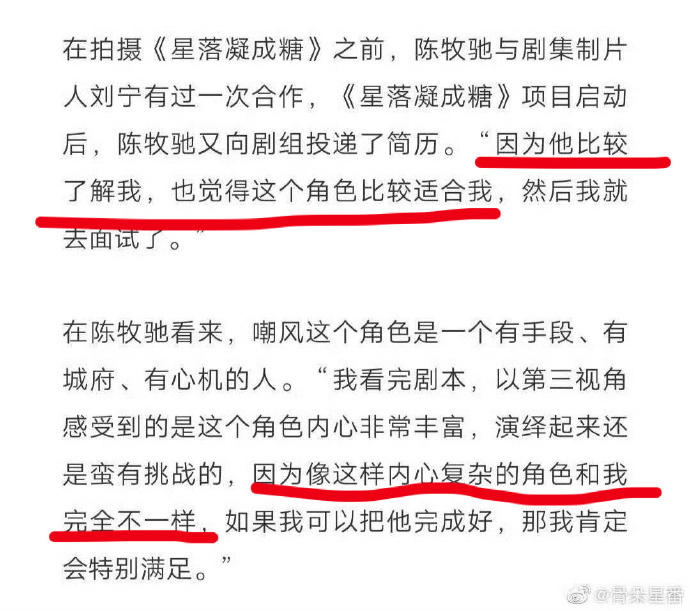 在拍摄《星落凝成糖》之前，陈牧驰与剧集制片
人刘宁有过一次合作，《星落凝成糖》项目启动
后，陈牧驰又向剧组投递了简历。“因为他比较
了解我，也觉得这个角色比较适合我，然后我就
去面试了。”
在陈牧驰看来，嘲风这个角色是一个有手段、有
城府、有心机的人。“我看完剧本，以第三视角
感受到的是这个角色内心非常丰富，演绎起来还
是蛮有挑战的，因为像这样内心复杂的角色和我
完全不一样，如果我可以把他完成好，那我肯定
会特别满足。”
@骨朵星番